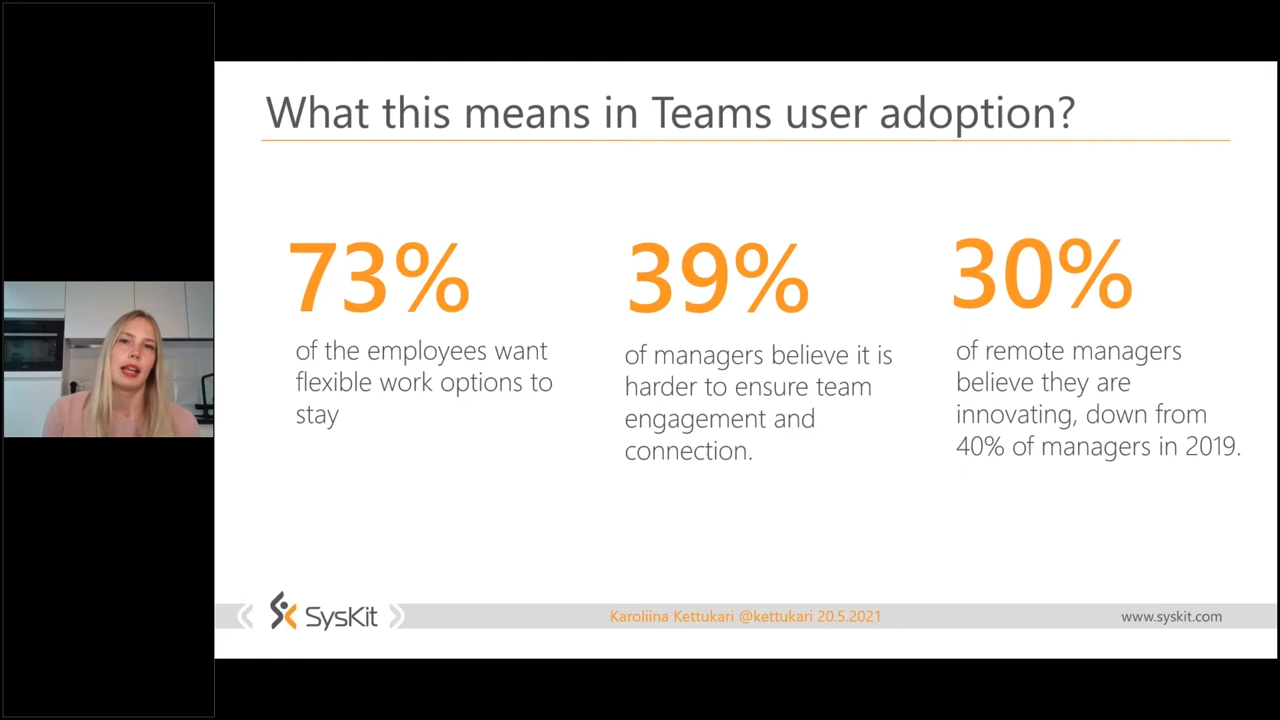 What this means in Teams user adoption?
73%
of the employees want
flexible work options to
stay
39%
of managers believe it is
harder to ensure team
engagement and
connection.
30%
of remote managers
believe they are
innovating, down from
40% of managers in 2019.
SysKit
Karoliina Kettukari @kettukari 20.5.2021
www.syskit.com